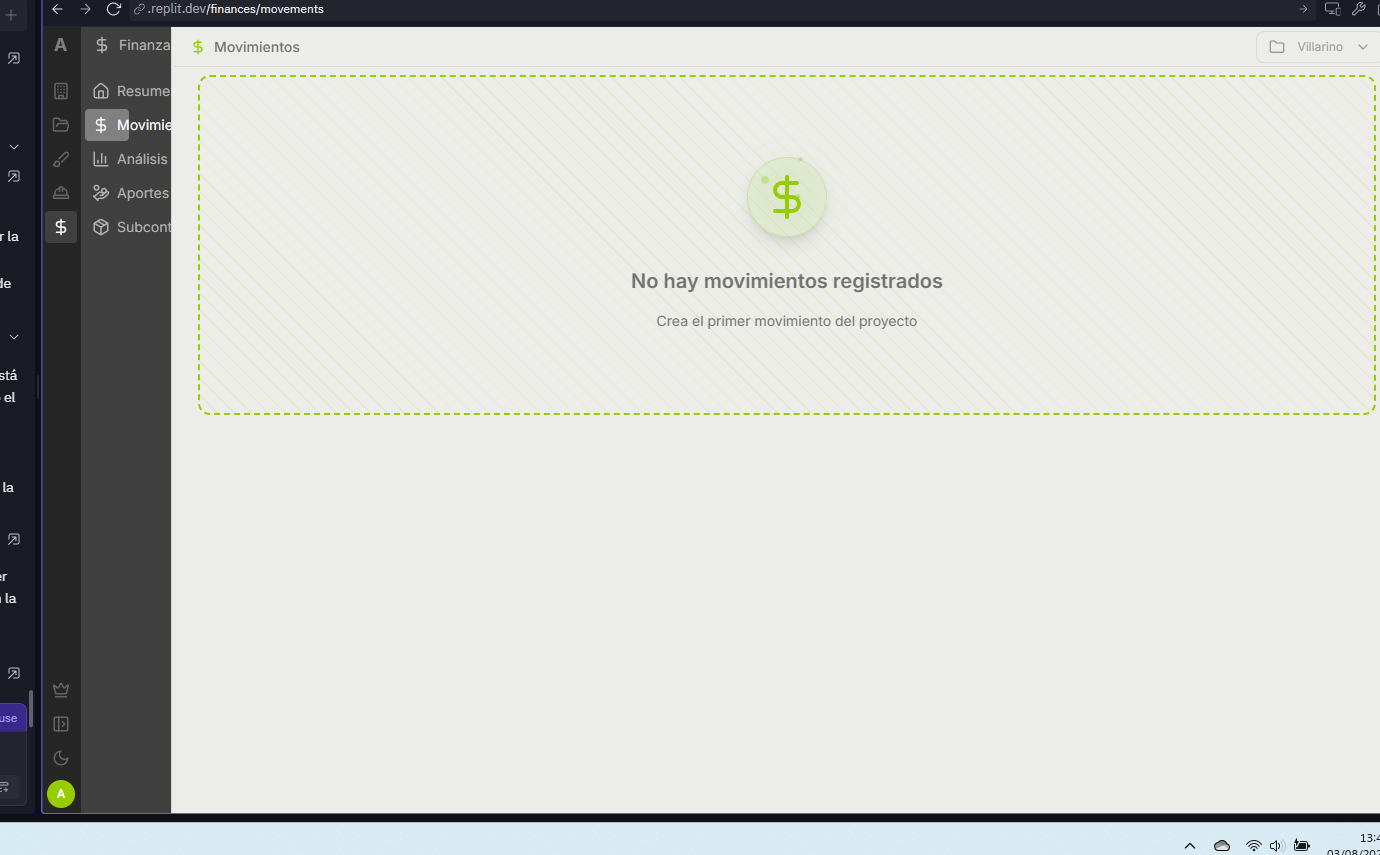 .replit.dev/finances/movements
r la
de
stá
el
la
er
la
use
A
Finanza
Resume
Movimie
Análisis
Aportes
Subcont
A
Movimientos
Villarino
No hay movimientos registrados
Crea el primer movimiento del proyecto
13:4
03/08/202